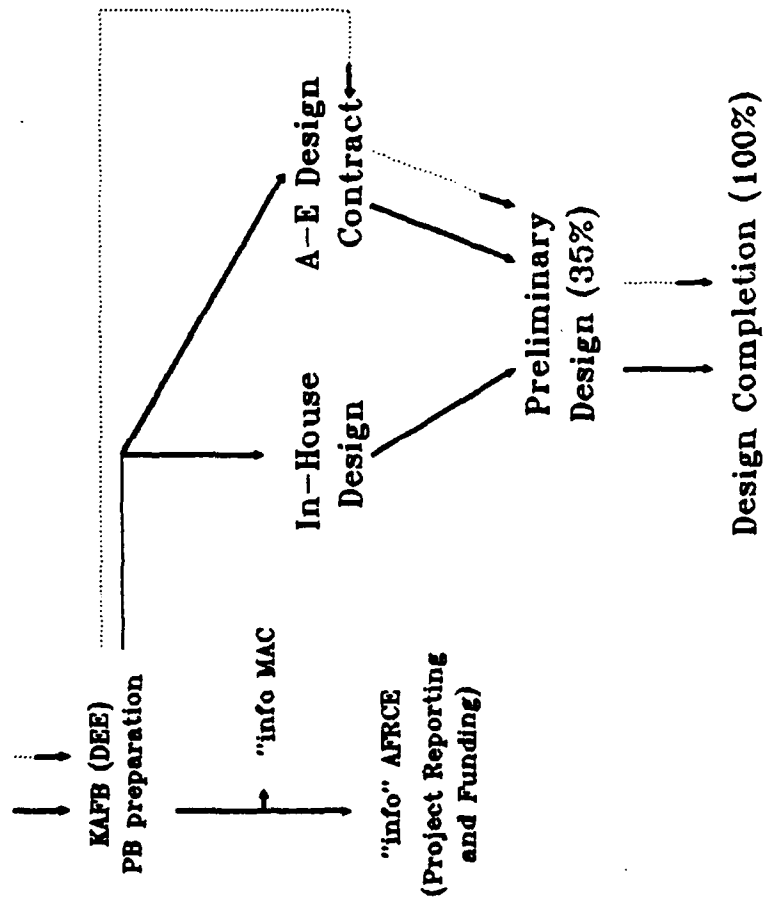 KAFB (DEE)
PB preparation
"info MAC
"info" AFRCE
(Project Reporting
and Funding)
In-House
Design
A-E Design
Contract
Preliminary
Design (35%)
Design Completion (100%)